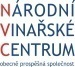 NÁRODNÍ
VINAŘSKÉ
CENTRUM
obecně prospěšná společnost